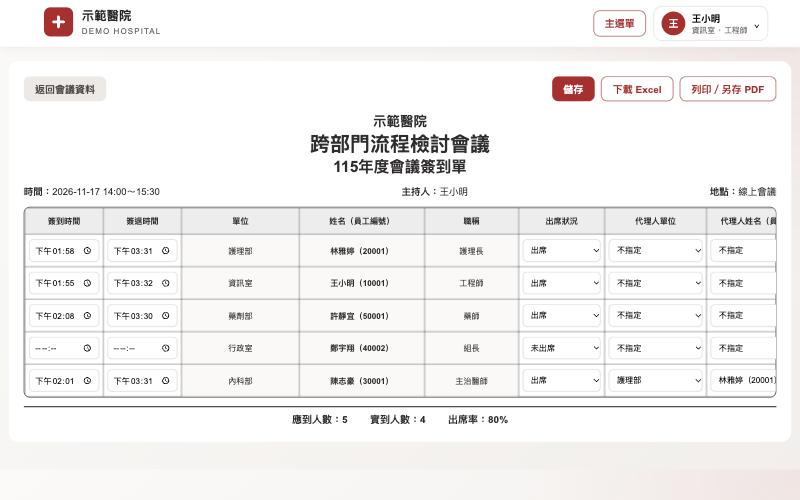 示範醫院
DEMO HOSPITAL
主選單
王
王小明
資訊室 · 工程師
返回會議資料
儲存
下載 Excel
列印 / 另存 PDF
示範醫院
跨部門流程檢討會議
115年度會議簽到單
時間：2026-11-17 14:00～15:30 主持人：王小明 地點：線上會議
簽到時間 簽退時間 單位 姓名（員工編號） 職稱 出席狀況 代理人單位 代理人姓名（員
下午01:58 下午03:31 護理部 林雅婷（20001） 護理長 出席 不指定 不指定
下午01:55 下午03:32 資訊室 王小明（10001） 工程師 出席 不指定 不指定
下午02:08 下午03:30 藥劑部 許靜宜（50001） 藥師 出席 不指定 不指定
--:-- --:-- 行政室 鄭宇翔（40002） 組長 未出席 不指定 不指定
下午02:01 下午03:31 內科部 陳志豪（30001） 主治醫師 出席 護理部 林雅婷（20001）
應到人數：5 實到人數：4 出席率：80%